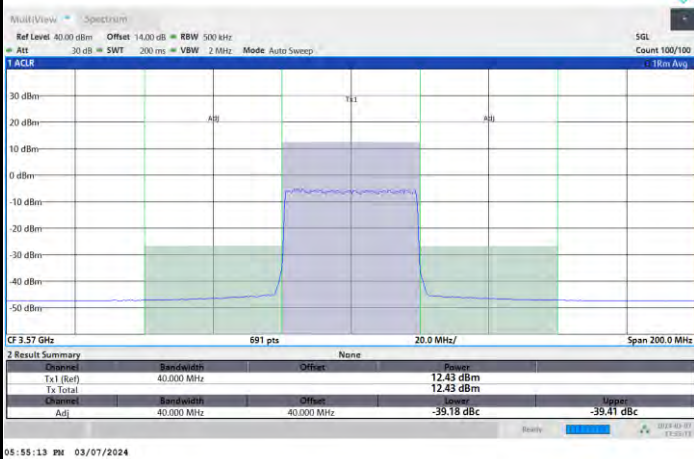 MultiView Spectrum
Ref Level 40.00 dBm Offset 14.00 dB RBW 500 kHz SGL
Att 30 dB SWT 200 ms VBW 2 MHz Mode Auto Sweep Count 100/100
1 ACLR 1Rm Avg
30 dBm
Tx1
Adj Adj
20 dBm
10 dBm
0 dBm
-10 dBm
-20 dBm
-30 dBm
-40 dBm
-50 dBm
CF 3.57 GHz 691 pts 20.0 MHz/ Span 200.0 MHz
2 Result Summary None
Channel Bandwidth Offset Power
Tx1 (Ref) 40.000 MHz 12.43 dBm
Tx Total 12.43 dBm
Channel Bandwidth Offset Lower Upper
Adj 40.000 MHz 40.000 MHz -39.18 dBc -39.41 dBc
Ready
05:55:13 PM 03/07/2024